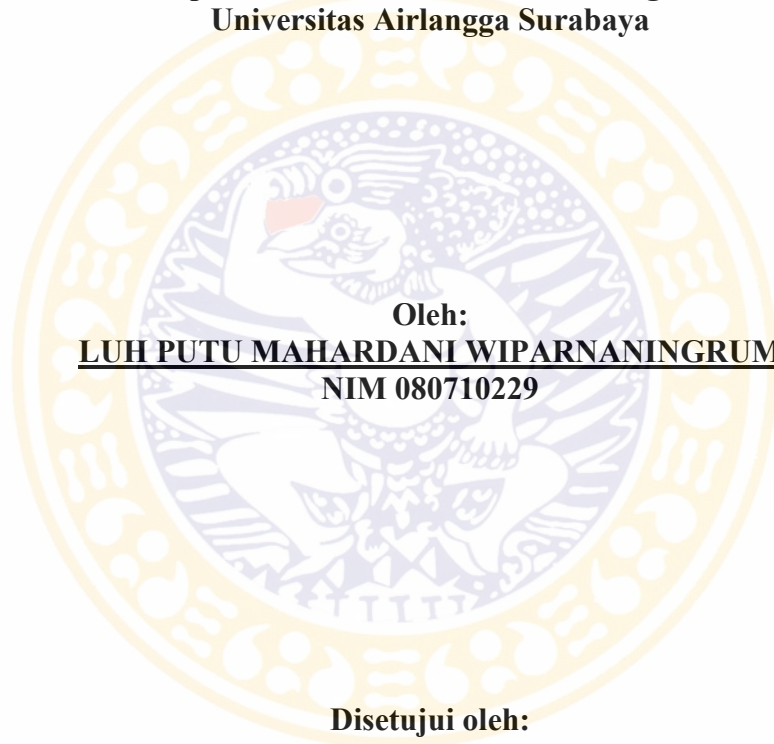 Universitas Airlangga Surabaya
Oleh:
LUH PUTU MAHARDANI WIPARNANINGRUM
NIM 080710229
Disetujui oleh: